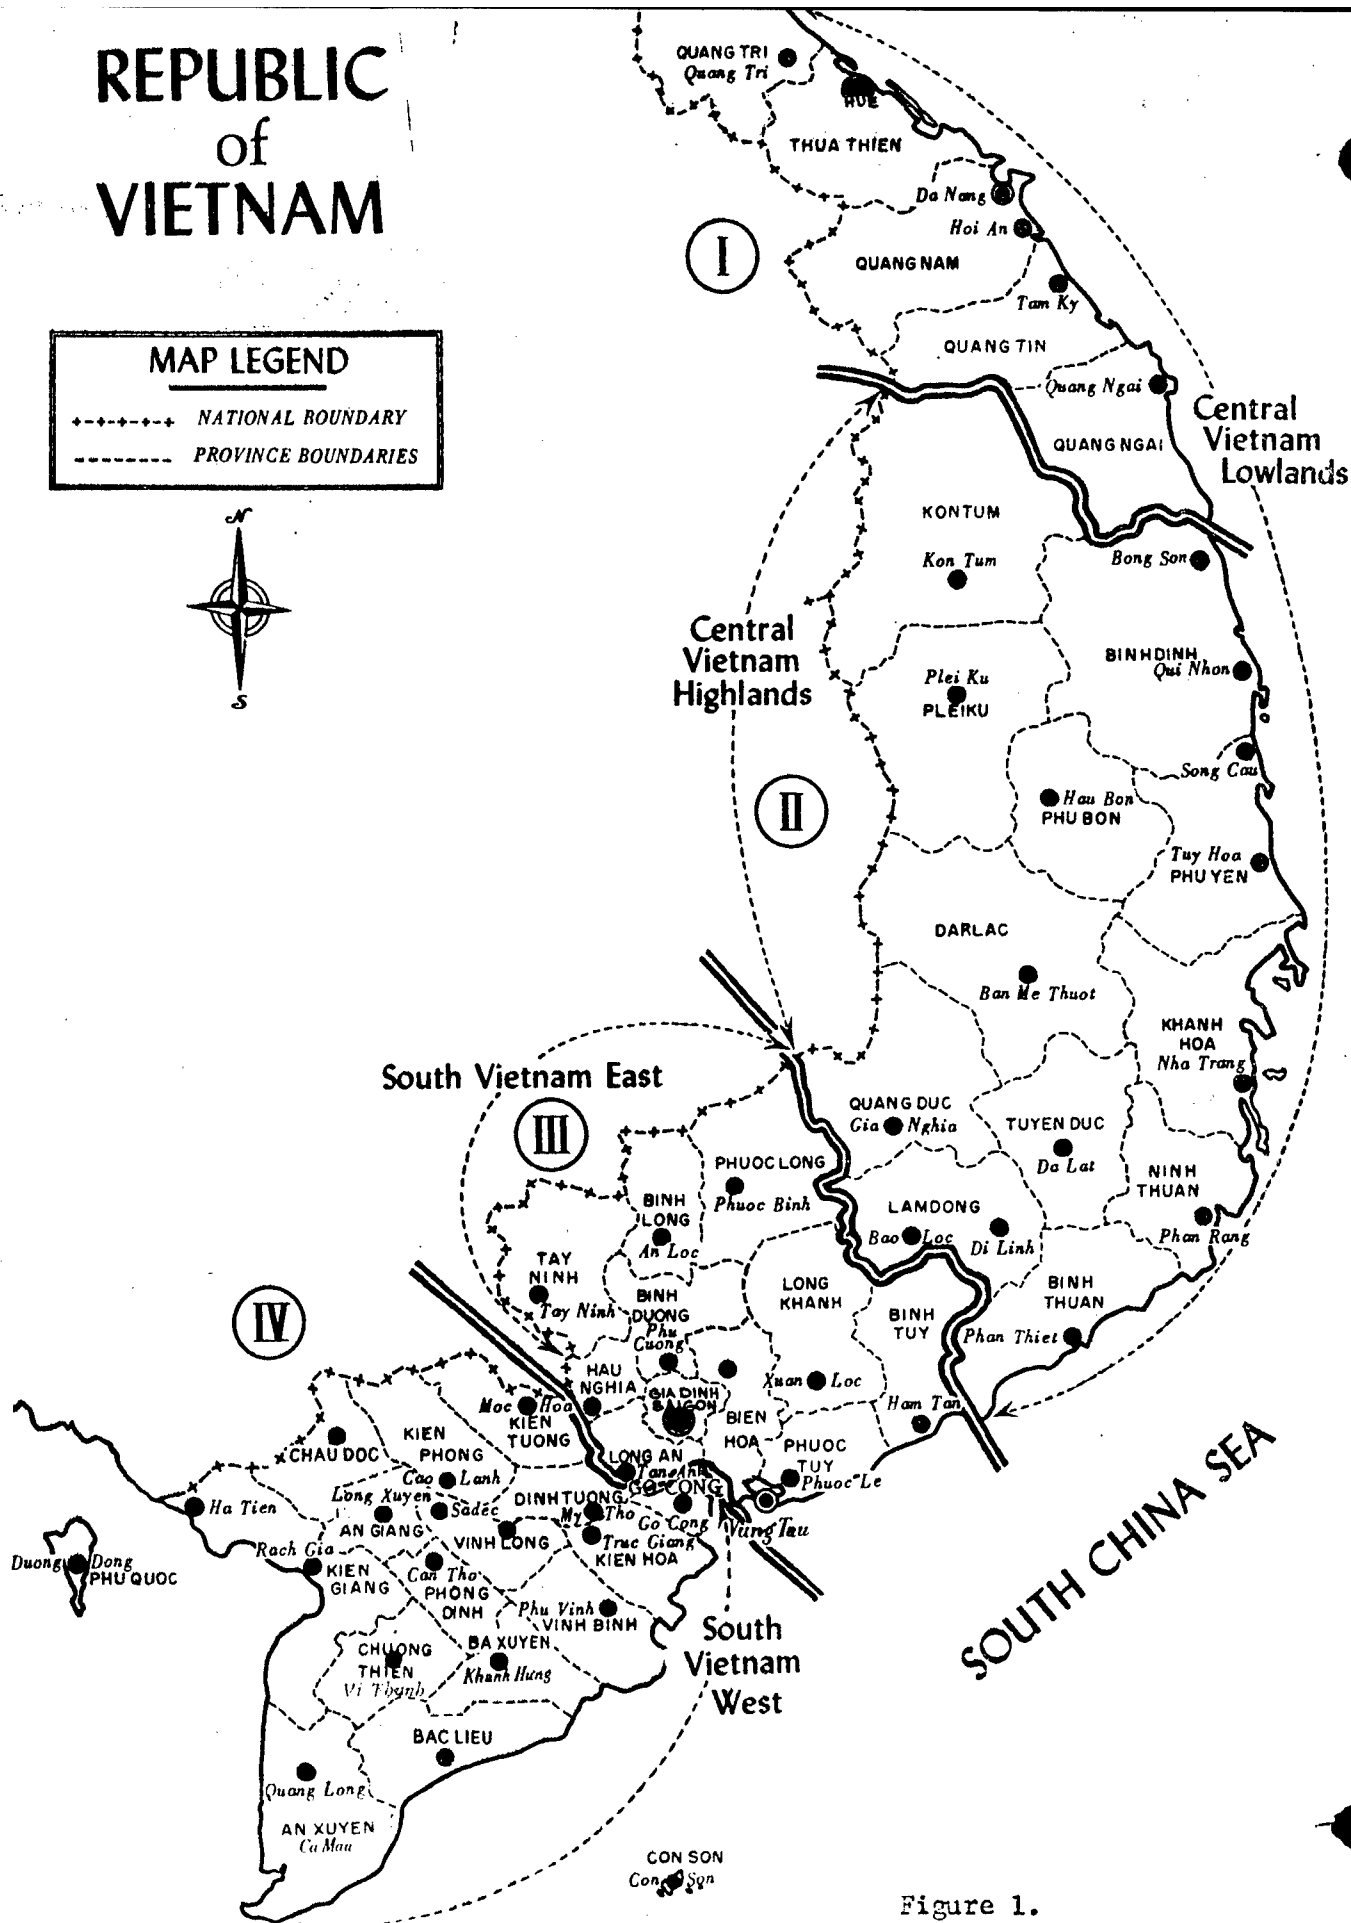 REPUBLIC
of
VIETNAM
MAP LEGEND
NATIONAL BOUNDARY
PROVINCE BOUNDARIES
N
S
QUANG TRI
Quang Tri
HUE
THUA THIEN
Da Nang
Hoi An
I
QUANG NAM
Tam Ky
QUANG TIN
Quang Ngai
Central
Vietnam
Lowlands
QUANG NGAI
KONTUM
Kon Tum
Bong Son
Central
Vietnam
Highlands
BINHDINH
Qui Nhon
Plei Ku
PLEIKU
Song Cau
II
Hau Bon
PHU BON
Tuy Hoa
PHU YEN
DARLAC
Ban Me Thuot
KHANH
HOA
Nha Trang
South Vietnam East
III
QUANG DUC
Gia Nghia
TUYEN DUC
Da Lat
PHUOC LONG
Phuoc Binh
NINH
THUAN
Phan Rang
BINH
LONG
An Loc
LAMDONG
Bao Loc
Di Linh
TAY
NINH
Tay Ninh
BINH
DUONG
Phu
Cuong
LONG
KHANH
BINH
TUY
BINH
THUAN
Phan Thiet
IV
HAU
NGHIA
GIA DINH
SAIGON
Xuan Loc
Ham Tan
BIEN
HOA
Moc Hoa
KIEN
TUONG
KIEN
PHONG
CHAU DOC
PHUOC
TUY
Phuoc Le
LONG AN
Tan An
GO CONG
Go Cong
Vung Tau
Cao Lanh
Long Xuyen
AN GIANG
Sadec
DINH TUONG
My Tho
Ha Tien
VINH LONG
Truc Giang
KIEN HOA
Rach Gia
KIEN
GIANG
Can Tho
PHONG
DINH
Duong Dong
PHU QUOC
Phu Vinh
VINH BINH
SOUTH CHINA SEA
South
Vietnam
West
CHUONG
THIEN
Vi Thanh
BA XUYEN
Khanh Hung
BAC LIEU
Quang Long
AN XUYEN
Ca Mau
CON SON
Con Son
Figure 1.